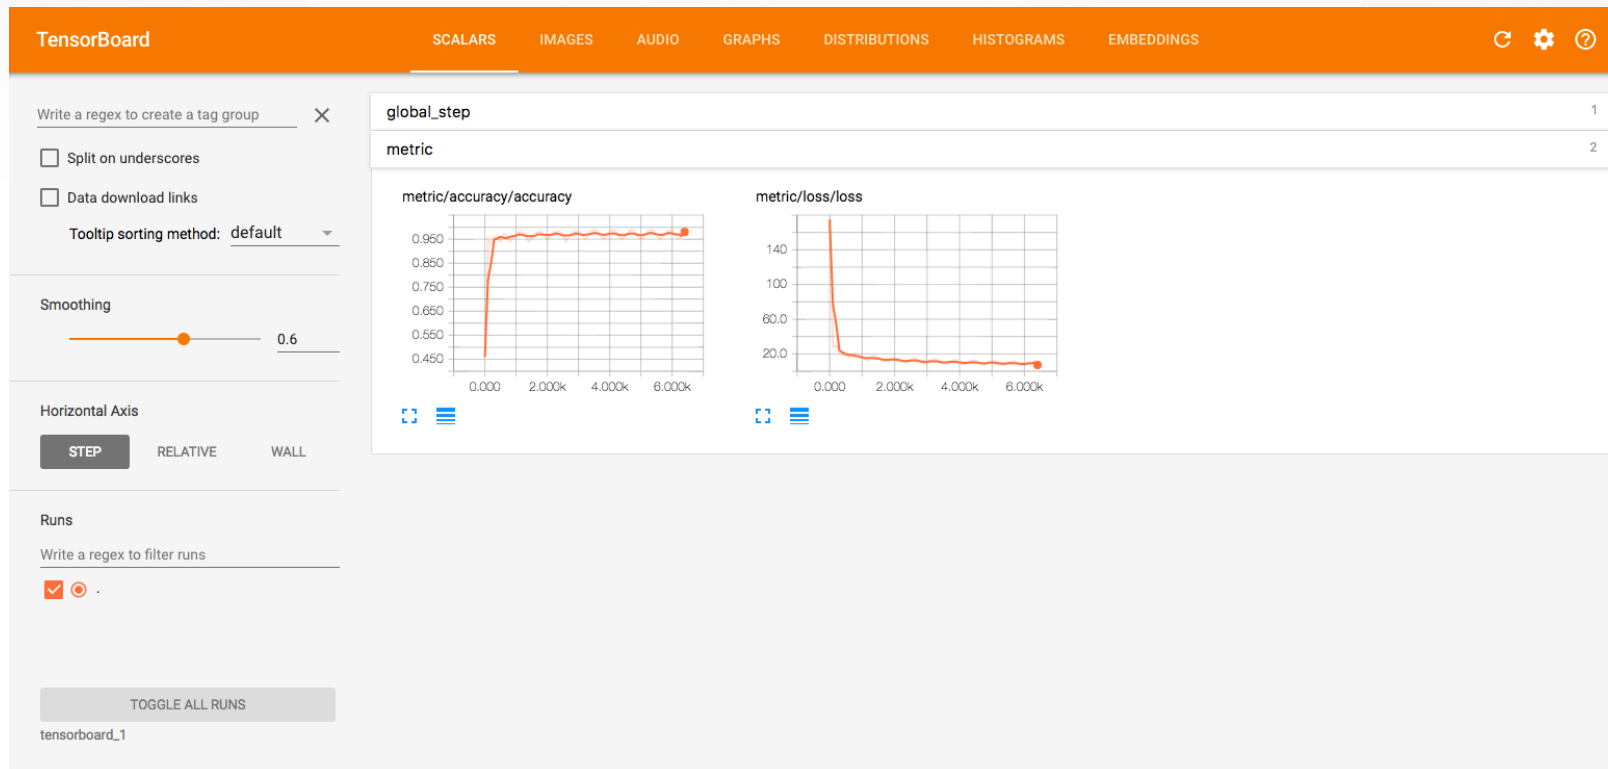 TensorBoard SCALARS IMAGES AUDIO GRAPHS DISTRIBUTIONS HISTOGRAMS EMBEDDINGS
Write a regex to create a tag group
Split on underscores
Data download links
Tooltip sorting method: default
Smoothing
0.6
Horizontal Axis
STEP RELATIVE WALL
Runs
Write a regex to filter runs
.
TOGGLE ALL RUNS
tensorboard_1
global_step 1
metric 2
metric/accuracy/accuracy
0.950
0.850
0.750
0.650
0.550
0.450
0.000 2.000k 4.000k 6.000k
metric/loss/loss
140
100
60.0
20.0
0.000 2.000k 4.000k 6.000k